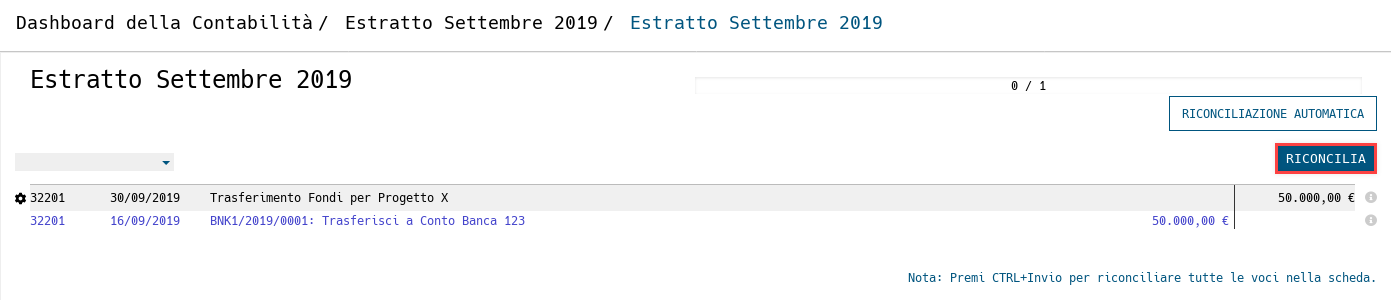 Dashboard della Contabilità / Estratto Settembre 2019 / Estratto Settembre 2019
Estratto Settembre 2019
0 / 1
RICONCILIAZIONE AUTOMATICA
RICONCILIA
32201 30/09/2019 Trasferimento Fondi per Progetto X 50.000,00 €
32201 16/09/2019 BNK1/2019/0001: Trasferisci a Conto Banca 123 50.000,00 €
Nota: Premi CTRL+Invio per riconciliare tutte le voci nella scheda.